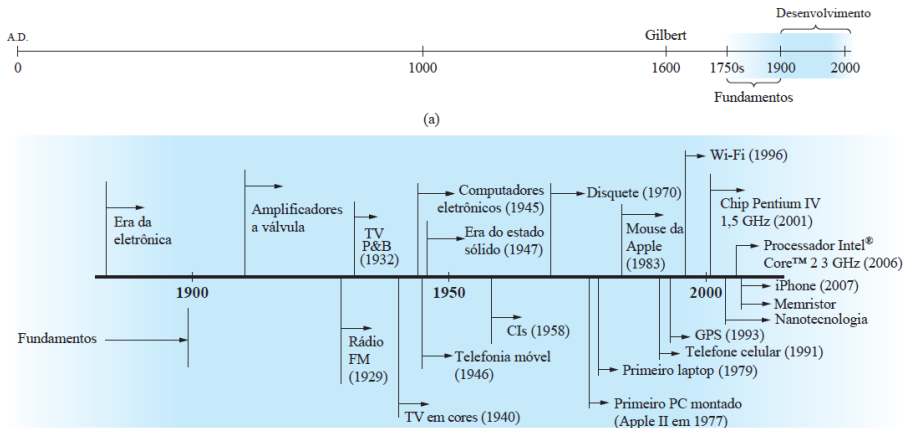 Desenvolvimento
A.D.
Gilbert
0
1000
1600
1750s
1900
2000
Fundamentos
(a)
Era da
eletrônica
Amplificadores
a válvula
TV
P&B
(1932)
Computadores
eletrônicos (1945)
Era do estado
sólido (1947)
Disquete (1970)
Mouse da
Apple
(1983)
Wi-Fi (1996)
Chip Pentium IV
1,5 GHz (2001)
Processador Intel®
Core™ 2 3 GHz (2006)
1900
1950
2000
iPhone (2007)
Memristor
Nanotecnologia
Fundamentos
Rádio
FM
(1929)
CIs (1958)
Telefonia móvel
(1946)
TV em cores (1940)
GPS (1993)
Telefone celular (1991)
Primeiro laptop (1979)
Primeiro PC montado
(Apple II em 1977)